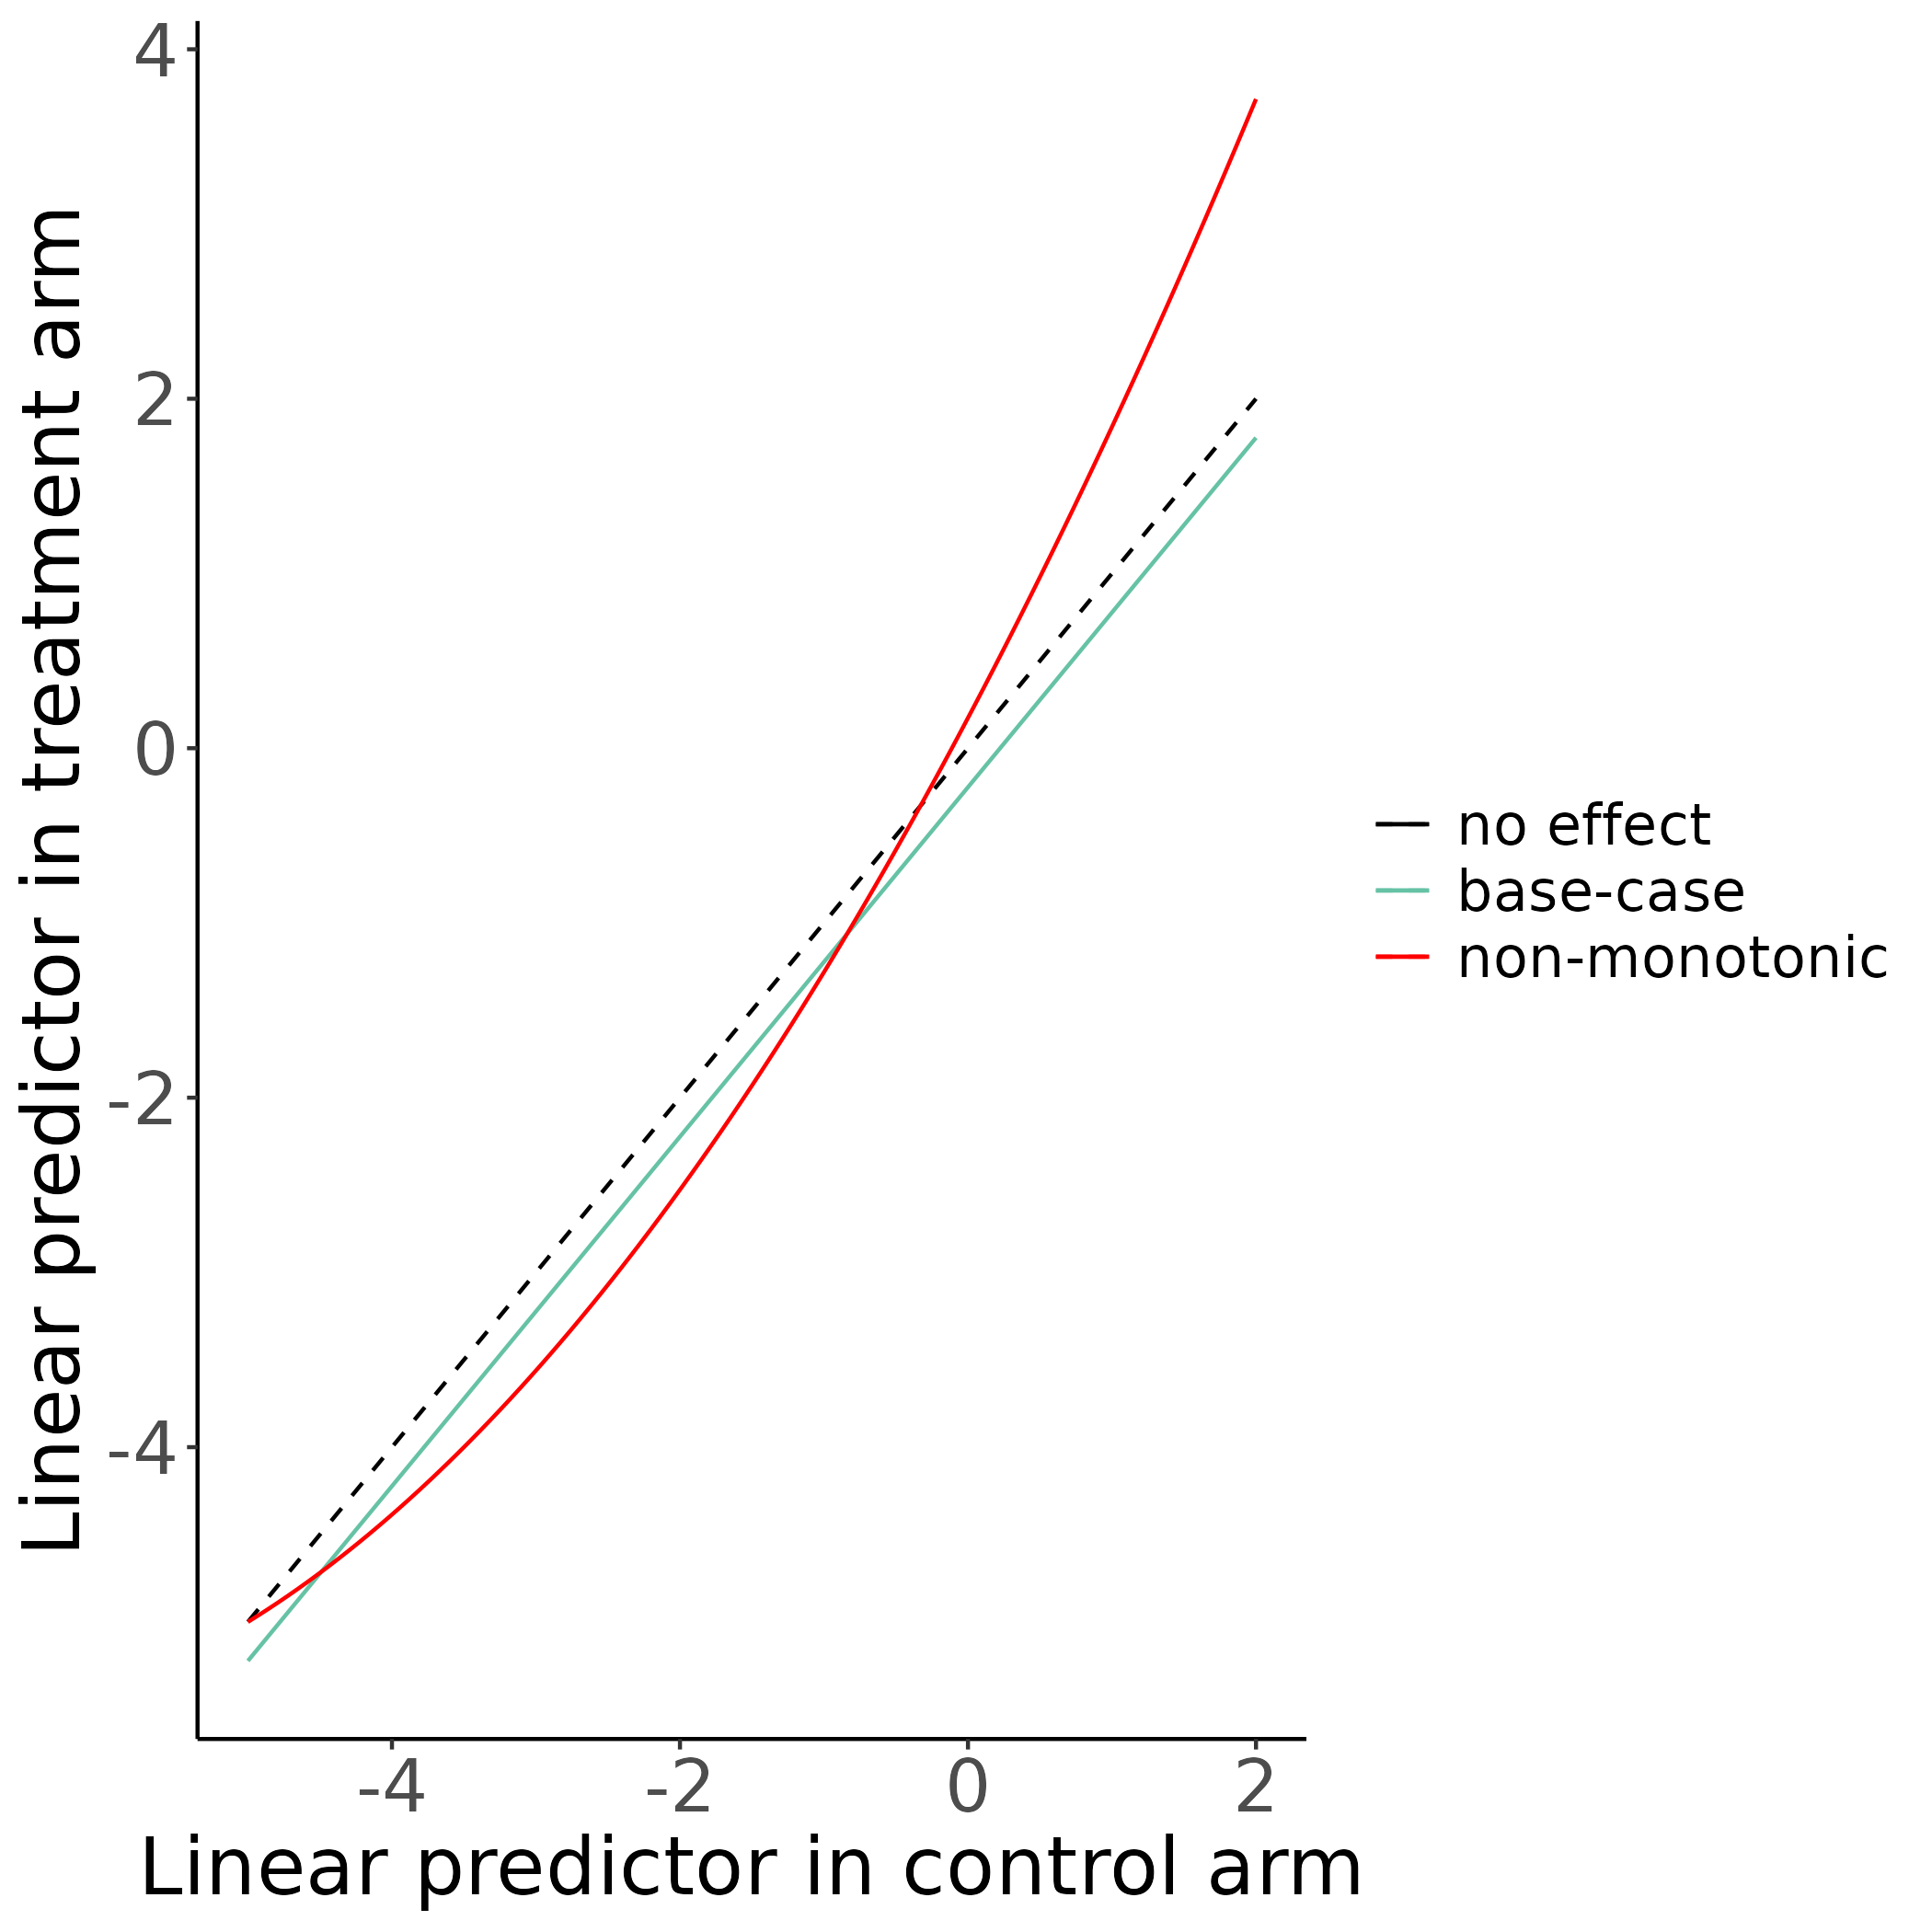 Linear predictor in treatment arm
4
2
0
-2
-4
-4 -2 0 2
Linear predictor in control arm
no effect
base-case
non-monotonic